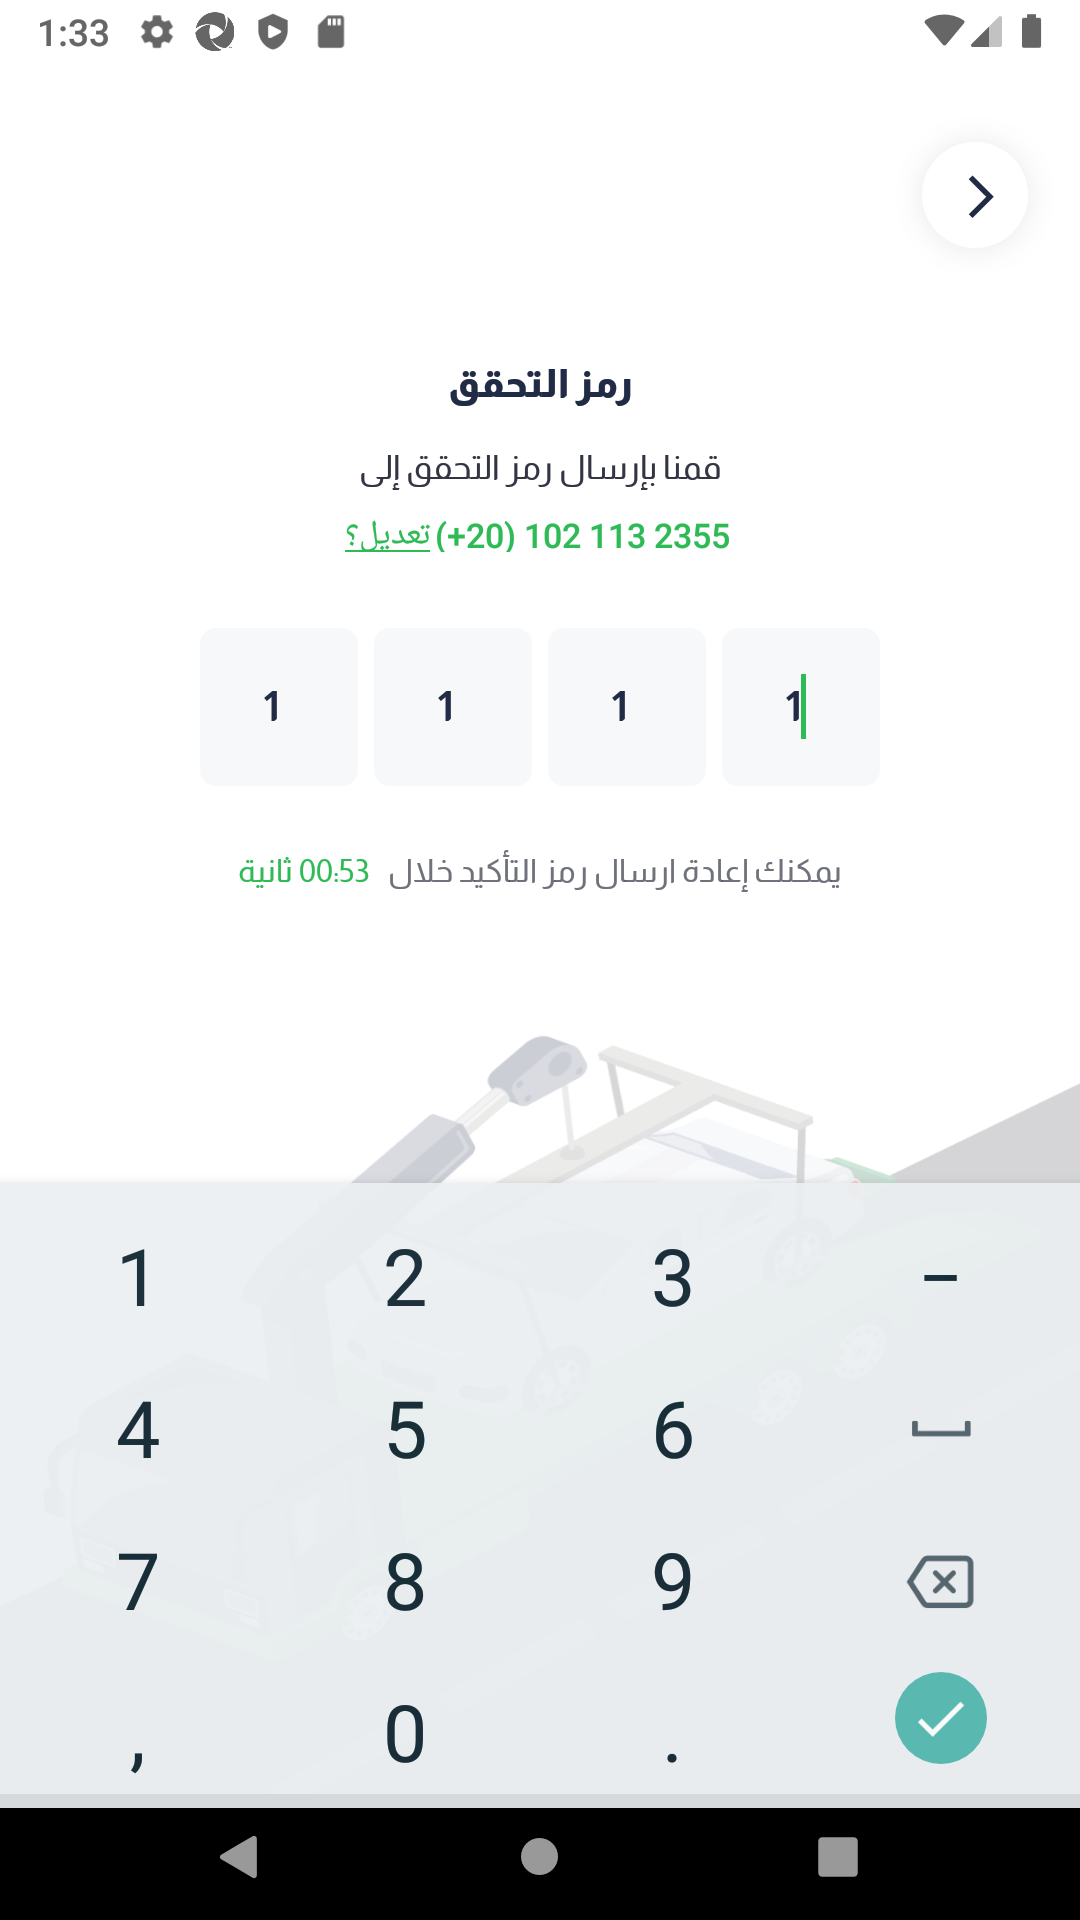 1:33
رمز التحقق
قمنا بإرسال رمز التحقق إلى
(+20) 102 113 2355 تعديل؟
1 1 1 1
يمكنك إعادة ارسال رمز التأكيد خلال 00:53 ثانية
1 2 3 –
4 5 6
7 8 9
, 0 .